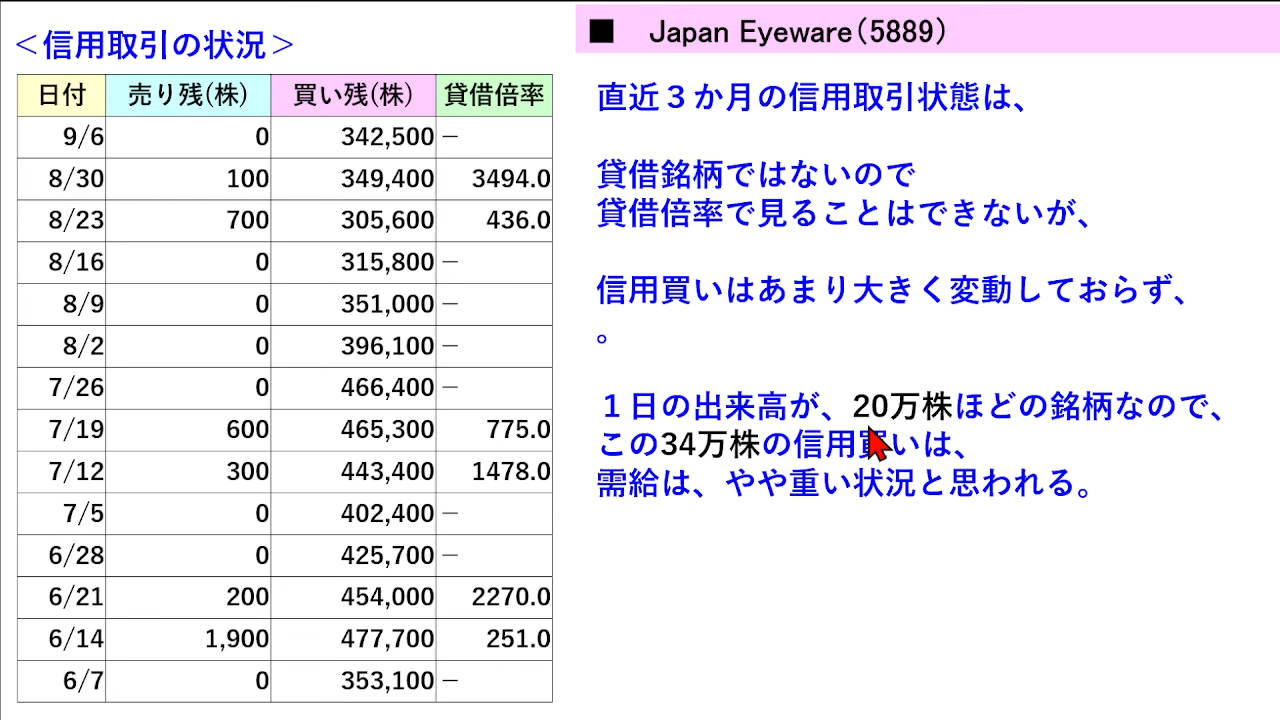 ＜信用取引の状況＞
日付 売り残(株) 買い残(株) 貸借倍率
9/6 0 342,500 －
8/30 100 349,400 3494.0
8/23 700 305,600 436.0
8/16 0 315,800 －
8/9 0 351,000 －
8/2 0 396,100 －
7/26 0 466,400 －
7/19 600 465,300 775.0
7/12 300 443,400 1478.0
7/5 0 402,400 －
6/28 0 425,700 －
6/21 200 454,000 2270.0
6/14 1,900 477,700 251.0
6/7 0 353,100 －
■ Japan Eyeware（5889）
直近３か月の信用取引状態は、
貸借銘柄ではないので
貸借倍率で見ることはできないが、
信用買いはあまり大きく変動しておらず、
。
１日の出来高が、20万株ほどの銘柄なので、
この34万株の信用買いは、
需給は、やや重い状況と思われる。